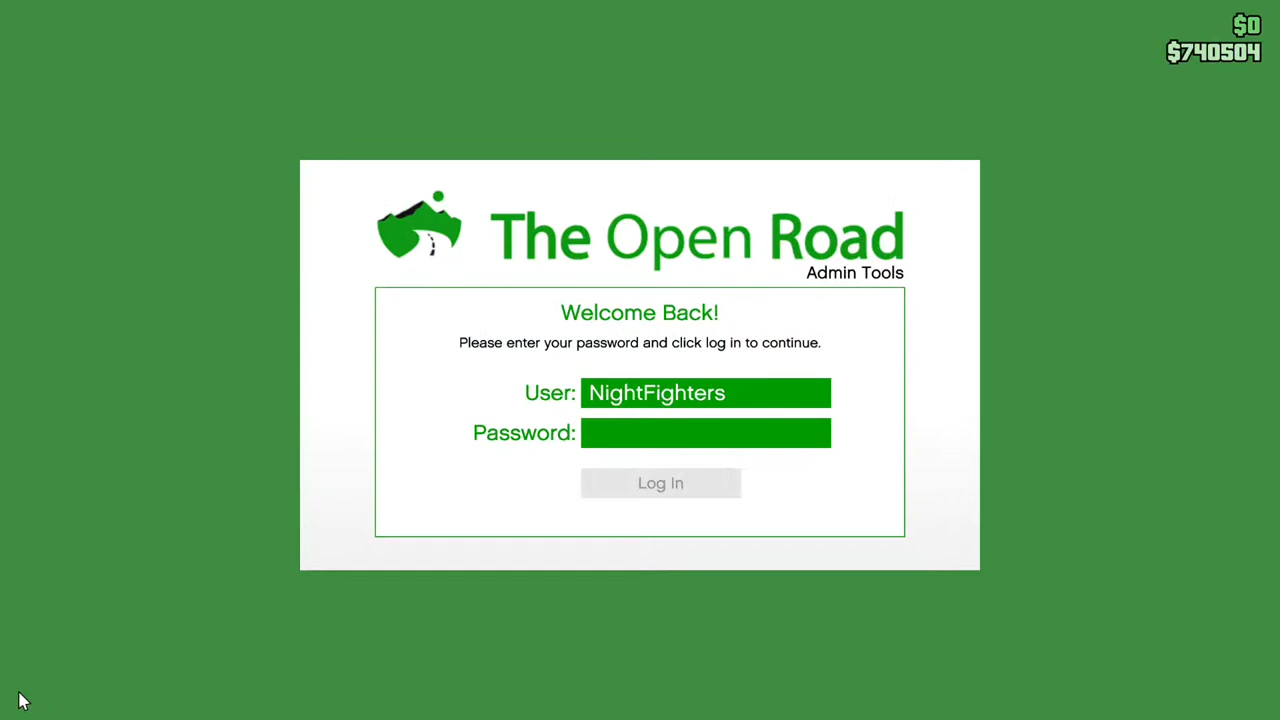 $0
$740504
The Open Road
Admin Tools
Welcome Back!
Please enter your password and click log in to continue.
User: NightFighters
Password:
Log In